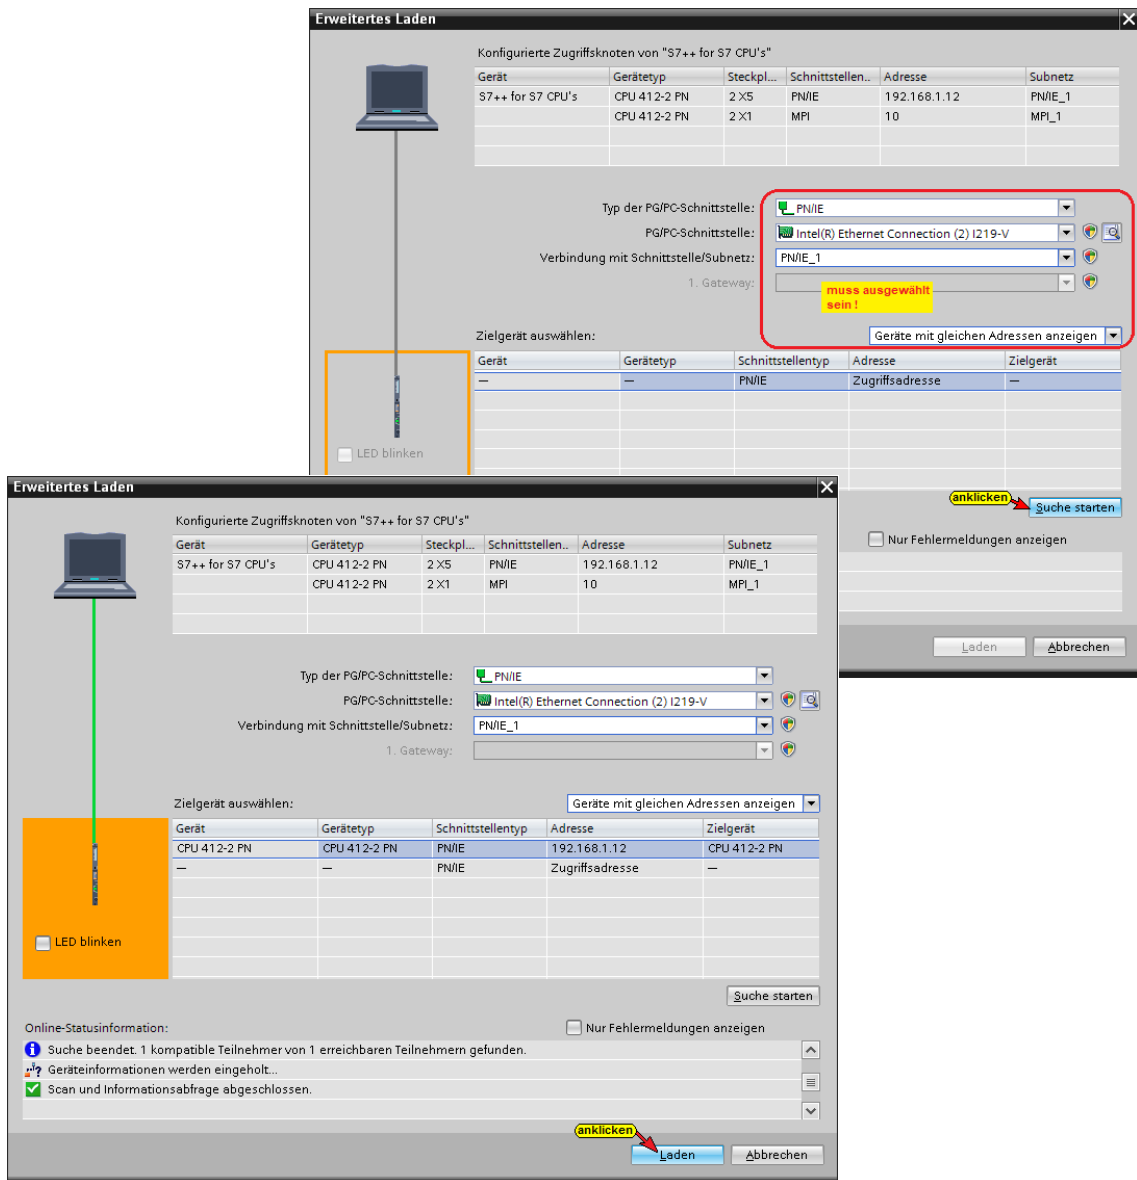 Erweitertes Laden
Konfigurierte Zugriffsknoten von "S7++ for S7 CPU's"
Gerät Gerätetyp Steckpl... Schnittstellen.. Adresse Subnetz
S7++ for S7 CPU's CPU 412-2 PN 2 X5 PN/IE 192.168.1.12 PN/IE_1
CPU 412-2 PN 2 X1 MPI 10 MPI_1
Typ der PG/PC-Schnittstelle: PN/IE
PG/PC-Schnittstelle: Intel(R) Ethernet Connection (2) I219-V
Verbindung mit Schnittstelle/Subnetz: PN/IE_1
1. Gateway:
muss ausgewählt
sein !
Zielgerät auswählen: Geräte mit gleichen Adressen anzeigen
Gerät Gerätetyp Schnittstellentyp Adresse Zielgerät
— — PN/IE Zugriffsadresse —
LED blinken
anklicken
Suche starten
Nur Fehlermeldungen anzeigen
Laden Abbrechen
Erweitertes Laden
Konfigurierte Zugriffsknoten von "S7++ for S7 CPU's"
Gerät Gerätetyp Steckpl... Schnittstellen.. Adresse Subnetz
S7++ for S7 CPU's CPU 412-2 PN 2 X5 PN/IE 192.168.1.12 PN/IE_1
CPU 412-2 PN 2 X1 MPI 10 MPI_1
Typ der PG/PC-Schnittstelle: PN/IE
PG/PC-Schnittstelle: Intel(R) Ethernet Connection (2) I219-V
Verbindung mit Schnittstelle/Subnetz: PN/IE_1
1. Gateway:
Zielgerät auswählen: Geräte mit gleichen Adressen anzeigen
Gerät Gerätetyp Schnittstellentyp Adresse Zielgerät
CPU 412-2 PN CPU 412-2 PN PN/IE 192.168.1.12 CPU 412-2 PN
— — PN/IE Zugriffsadresse —
LED blinken
Suche starten
Online-Statusinformation: Nur Fehlermeldungen anzeigen
Suche beendet. 1 kompatible Teilnehmer von 1 erreichbaren Teilnehmern gefunden.
Geräteinformationen werden eingeholt...
Scan und Informationsabfrage abgeschlossen.
anklicken
Laden Abbrechen